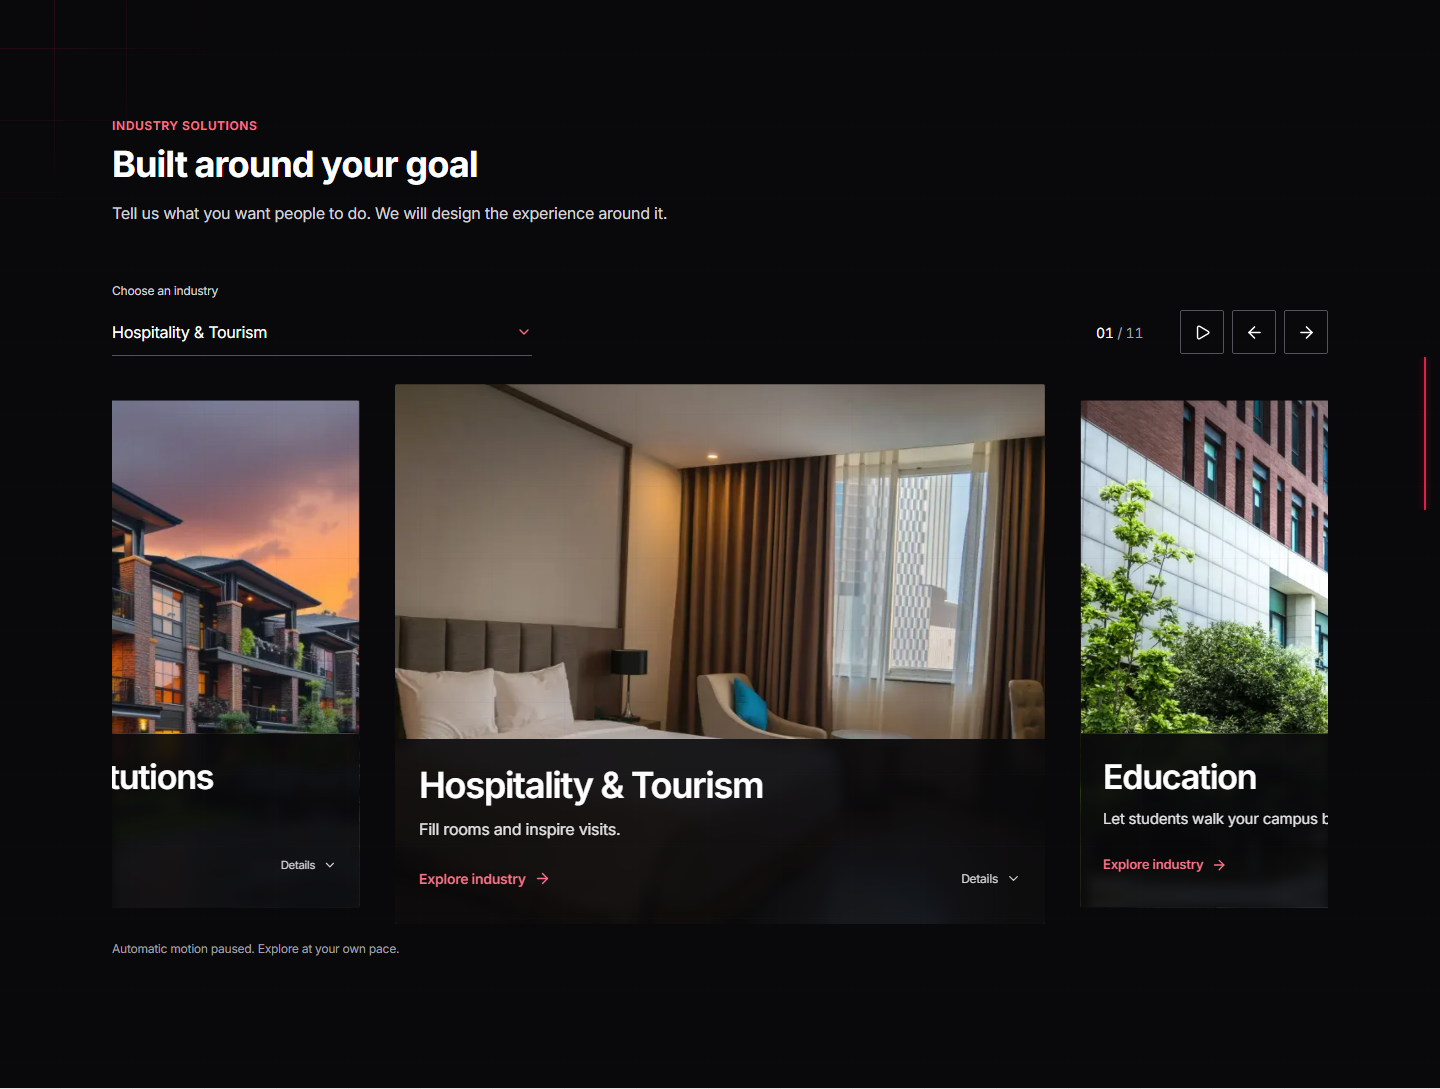 INDUSTRY SOLUTIONS
Built around your goal
Tell us what you want people to do. We will design the experience around it.
Choose an industry
Hospitality & Tourism
01 / 11
tutions
Details
Hospitality & Tourism
Fill rooms and inspire visits.
Explore industry
Details
Education
Let students walk your campus b
Explore industry
Automatic motion paused. Explore at your own pace.